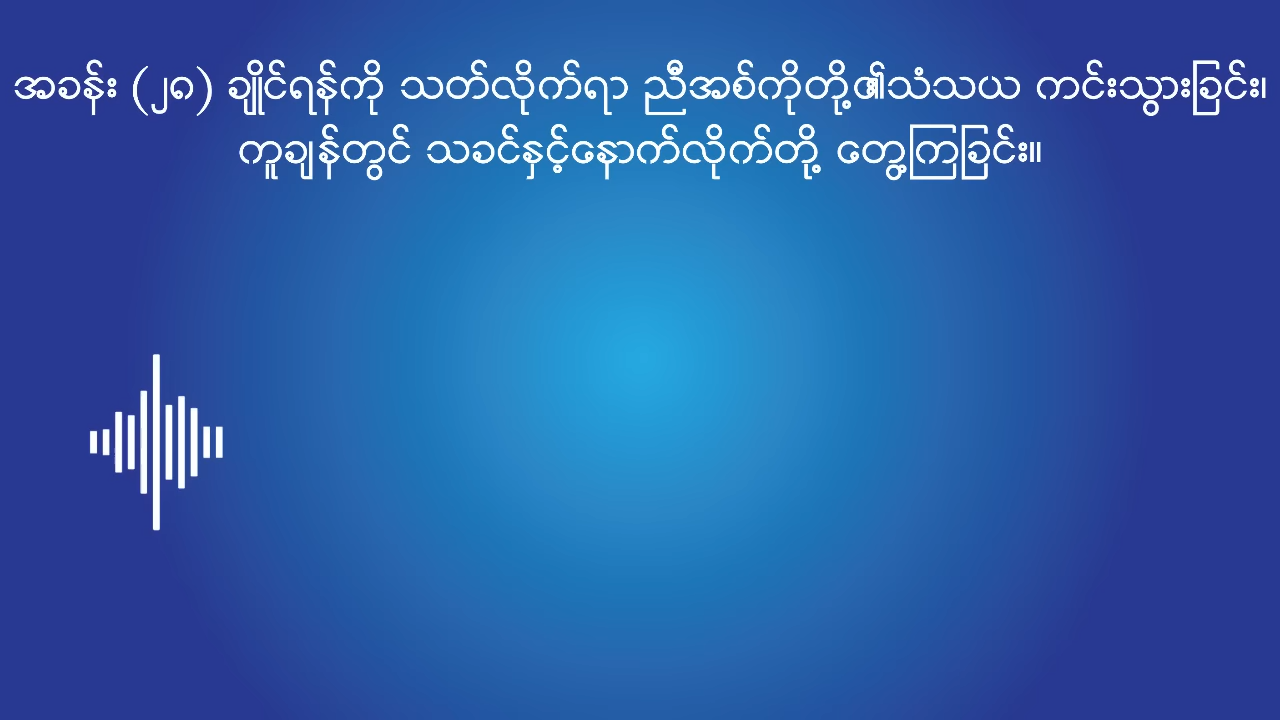 အခန်း (၂၈) ချိုင်ရန်ကို သတ်လိုက်ရာ ညီအစ်ကိုတို့၏သံသယ ကင်းသွားခြင်း၊
ကူချန်တွင် သခင်နှင့်နောက်လိုက်တို့ တွေ့ကြခြင်း။